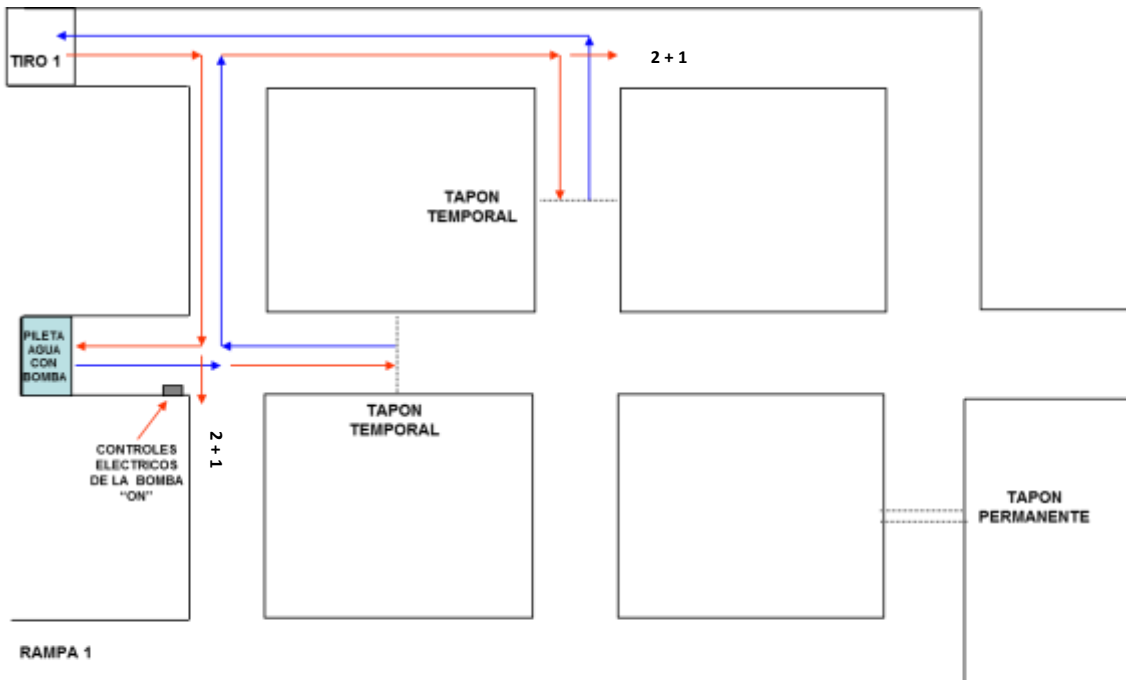 TIRO 1
2 + 1
TAPON
TEMPORAL
PILETA
AGUA
CON
BOMBA
TAPON
TEMPORAL
2 + 1
CONTROLES
ELECTRICOS
DE LA BOMBA
“ON”
TAPON
PERMANENTE
RAMPA 1